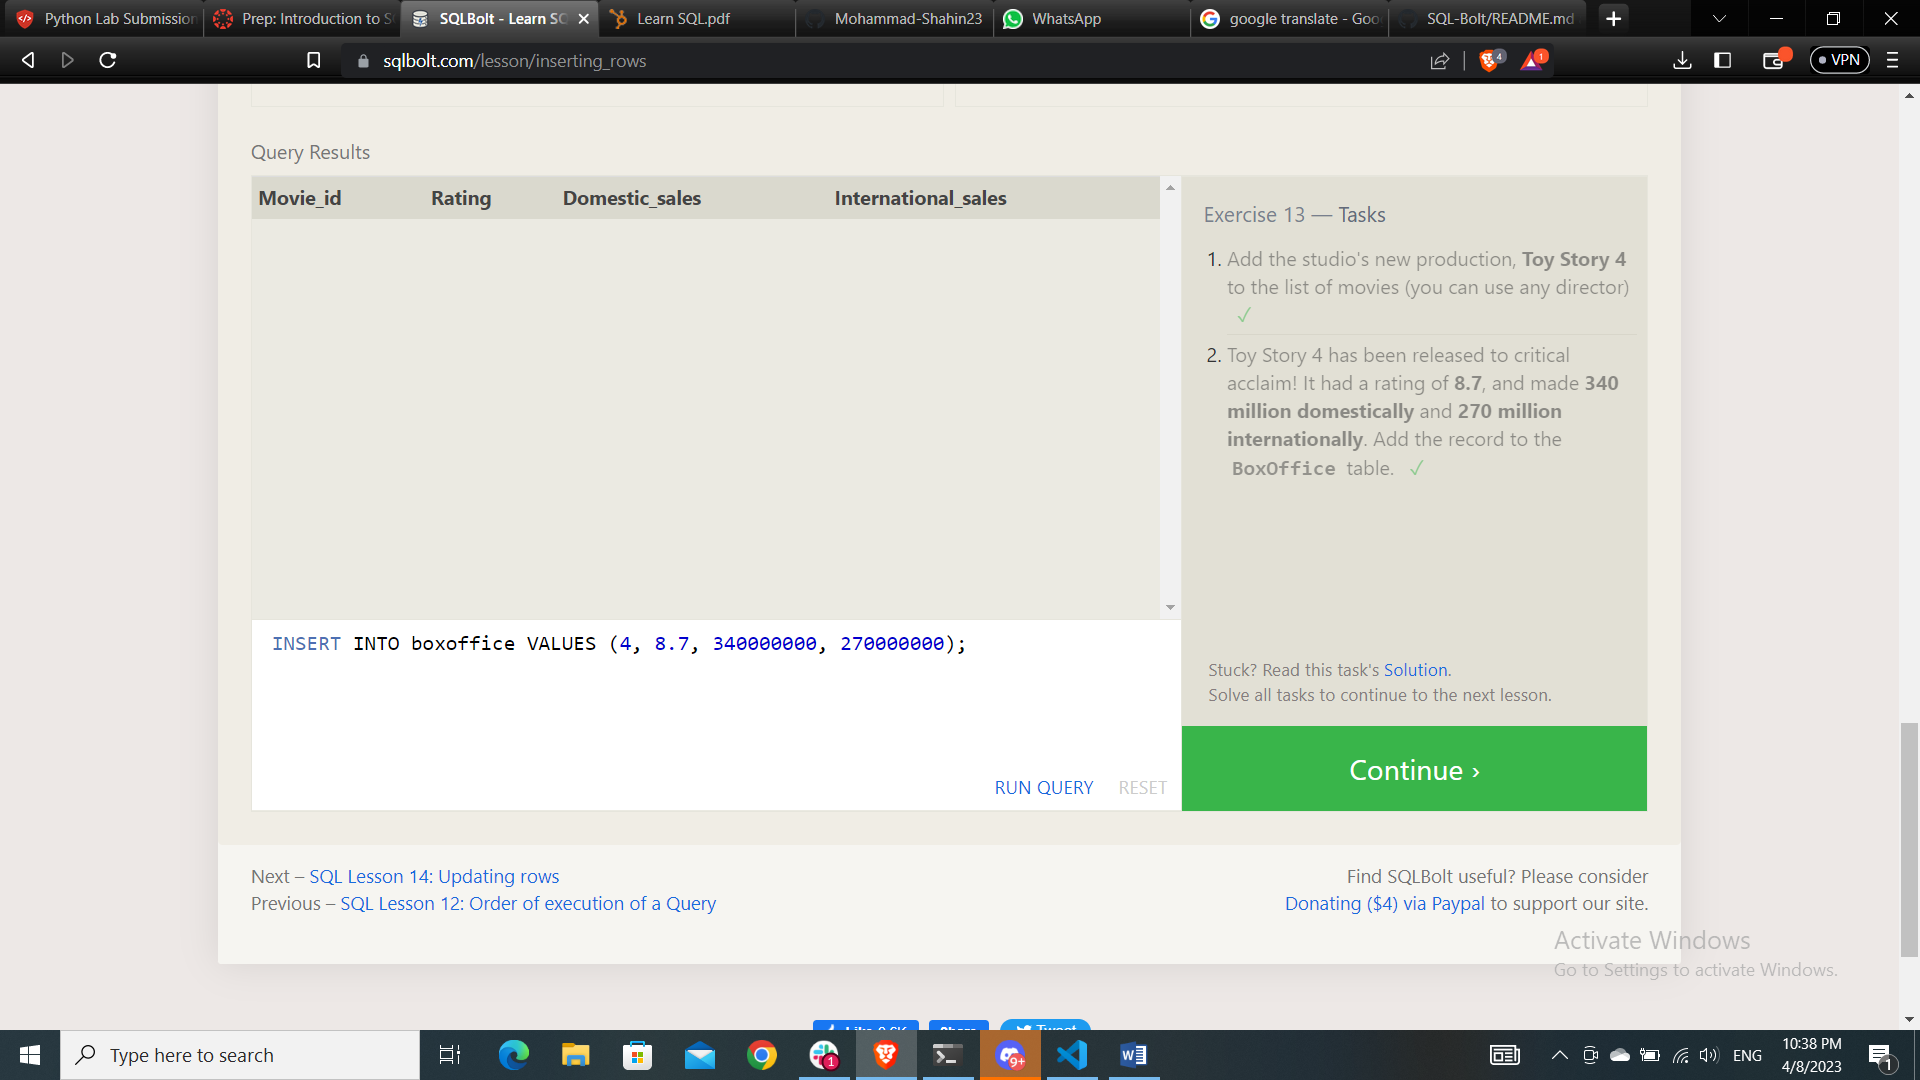 Python Lab Submission
Prep: Introduction to S
SQLBolt - Learn SQ
Learn SQL.pdf
Mohammad-Shahin23
WhatsApp
google translate - Goo
SQL-Bolt/README.md
sqlbolt.com/lesson/inserting_rows
4
1
VPN
Query Results
Movie_id Rating Domestic_sales International_sales
Exercise 13 — Tasks
1. Add the studio's new production, Toy Story 4
to the list of movies (you can use any director)
✓
2. Toy Story 4 has been released to critical
acclaim! It had a rating of 8.7, and made 340
million domestically and 270 million
internationally. Add the record to the
BoxOffice table. ✓
INSERT INTO boxoffice VALUES (4, 8.7, 340000000, 270000000);
RUN QUERY RESET
Stuck? Read this task's Solution.
Solve all tasks to continue to the next lesson.
Continue ›
Next – SQL Lesson 14: Updating rows
Previous – SQL Lesson 12: Order of execution of a Query
Find SQLBolt useful? Please consider
Donating ($4) via Paypal to support our site.
Activate Windows
Go to Settings to activate Windows.
Share
Tweet
Type here to search
1
9+
ENG
10:38 PM
4/8/2023
1